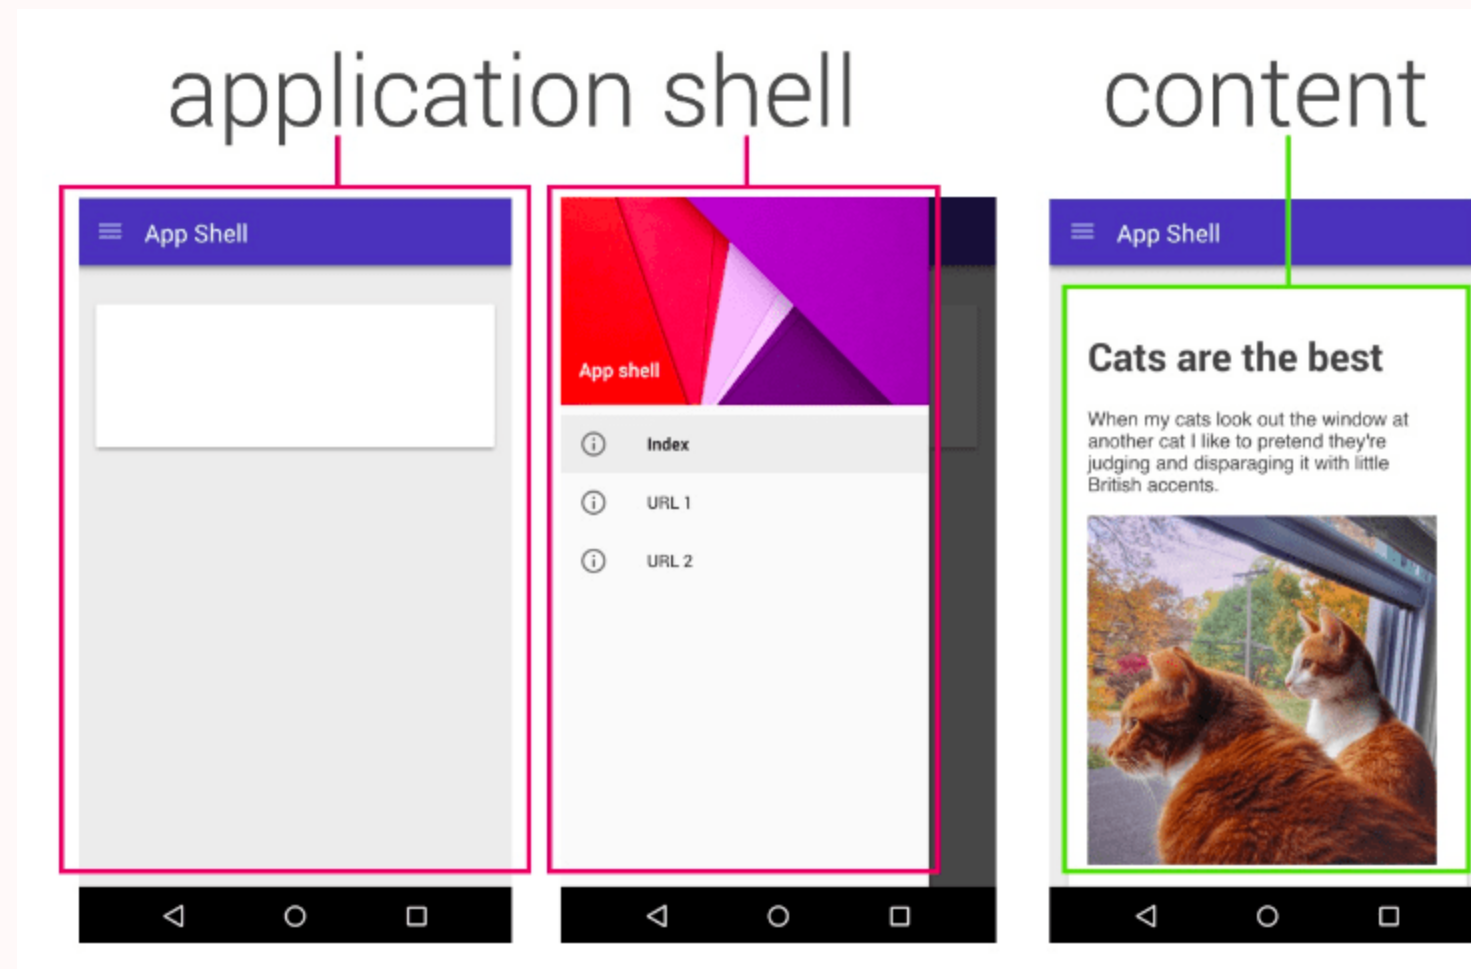 application shell
content
App Shell
App shell
Index
URL 1
URL 2
App Shell
Cats are the best
When my cats look out the window at
another cat I like to pretend they're
judging and disparaging it with little
British accents.